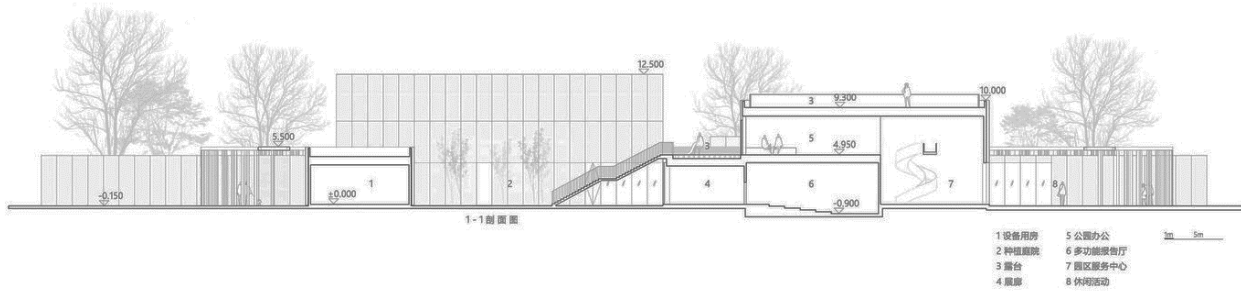 12.500
10.000
3
9.300
5.500
3
5
4.950
-0.150
±0.000
1
2
4
6
7
8
-0.900
1-1剖面图
1 设备用房
5 公园办公
1m
5m
2 种植庭院
6 多功能报告厅
3 露台
7 园区服务中心
4 展廊
8 休闲活动